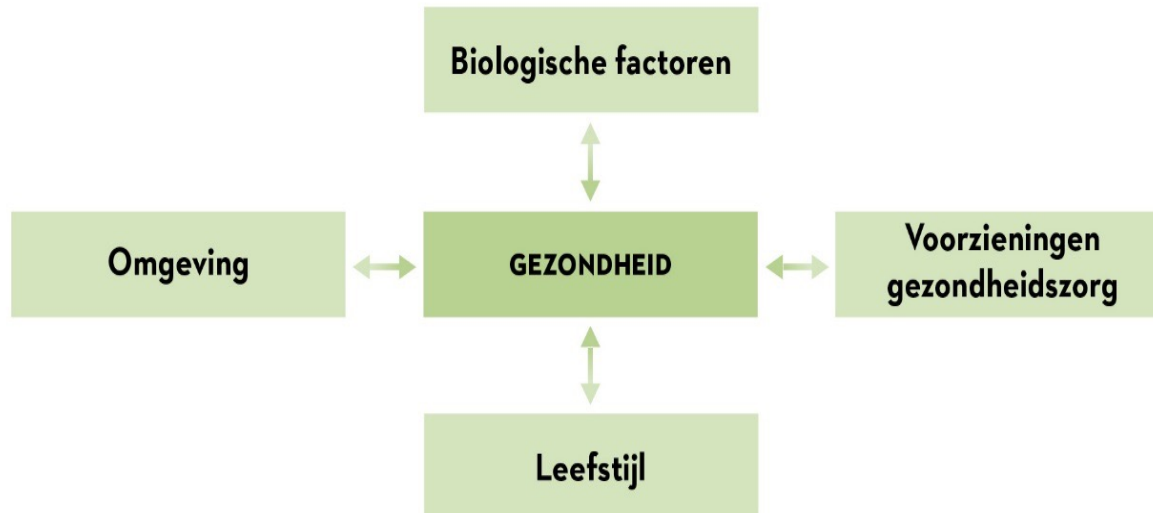 Biologische factoren
Omgeving
GEZONDHEID
Voorzieningen
gezondheidszorg
Leefstijl